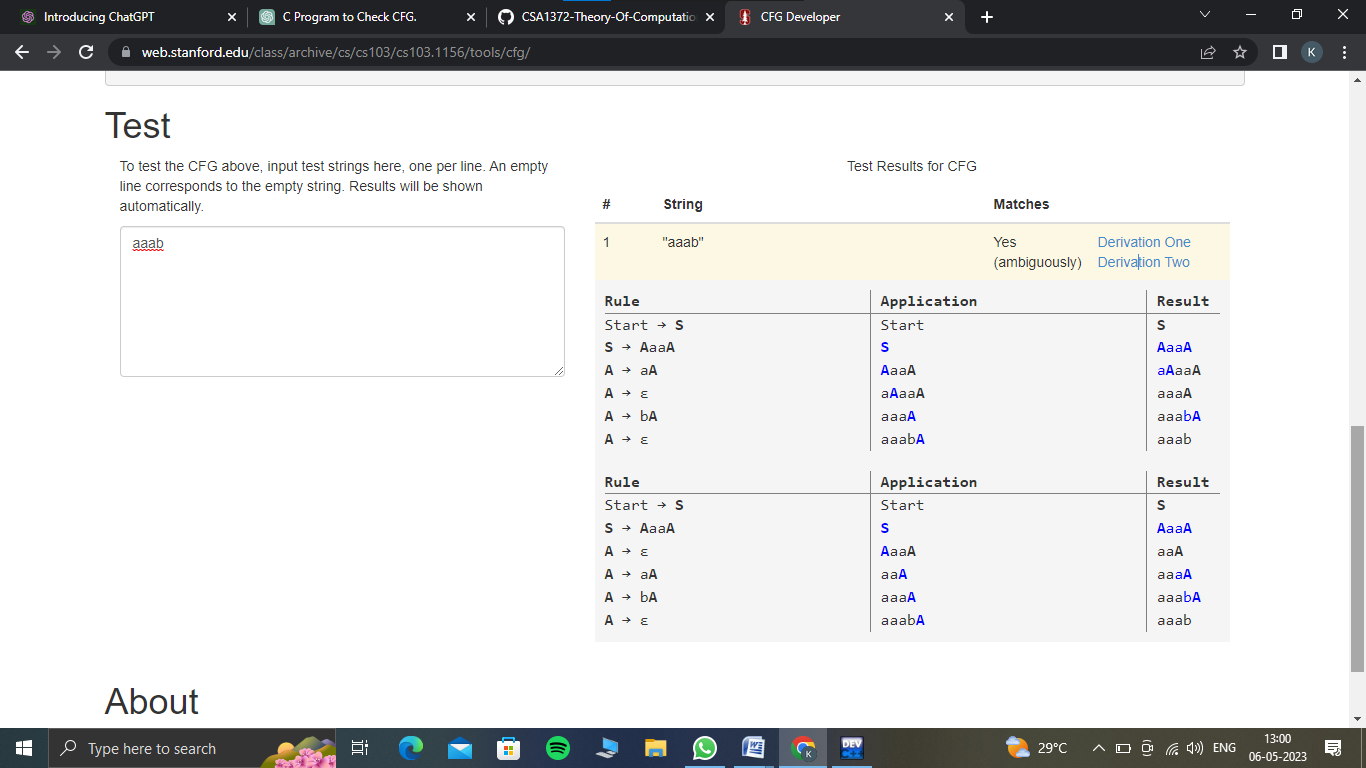 Introducing ChatGPT
C Program to Check CFG.
CSA1372-Theory-Of-Computatio
CFG Developer
web.stanford.edu/class/archive/cs/cs103/cs103.1156/tools/cfg/
K
Test
To test the CFG above, input test strings here, one per line. An empty
line corresponds to the empty string. Results will be shown
automatically.
aaab
Test Results for CFG
# String Matches
1 "aaab" Yes Derivation One
(ambiguously) Derivation Two
Rule Application Result
Start → S Start S
S → AaaA S AaaA
A → aA AaaA aAaaA
A → ε aAaaA aaaA
A → bA aaaA aaabA
A → ε aaabA aaab
Rule Application Result
Start → S Start S
S → AaaA S AaaA
A → ε AaaA aaA
A → aA aaA aaaA
A → bA aaaA aaabA
A → ε aaabA aaab
About
Type here to search
W
K
DEV
29°C
ENG
13:00
06-05-2023